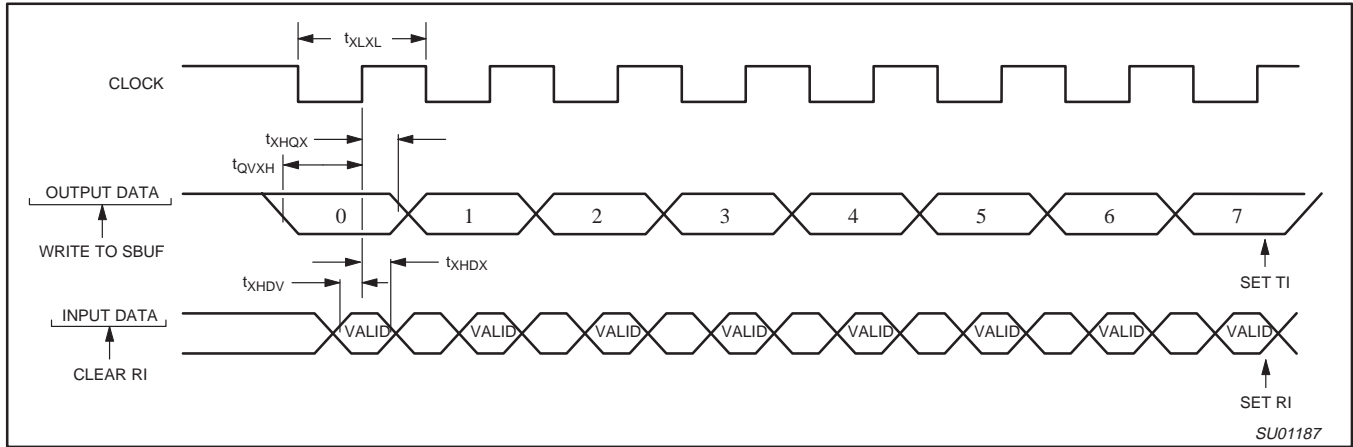 tXLXL
CLOCK
tXHQX
tQVXH
OUTPUT DATA
0 1 2 3 4 5 6 7
WRITE TO SBUF
tXHDX
SET TI
tXHDV
INPUT DATA
VALID VALID VALID VALID VALID VALID VALID VALID
CLEAR RI
SET RI
SU01187